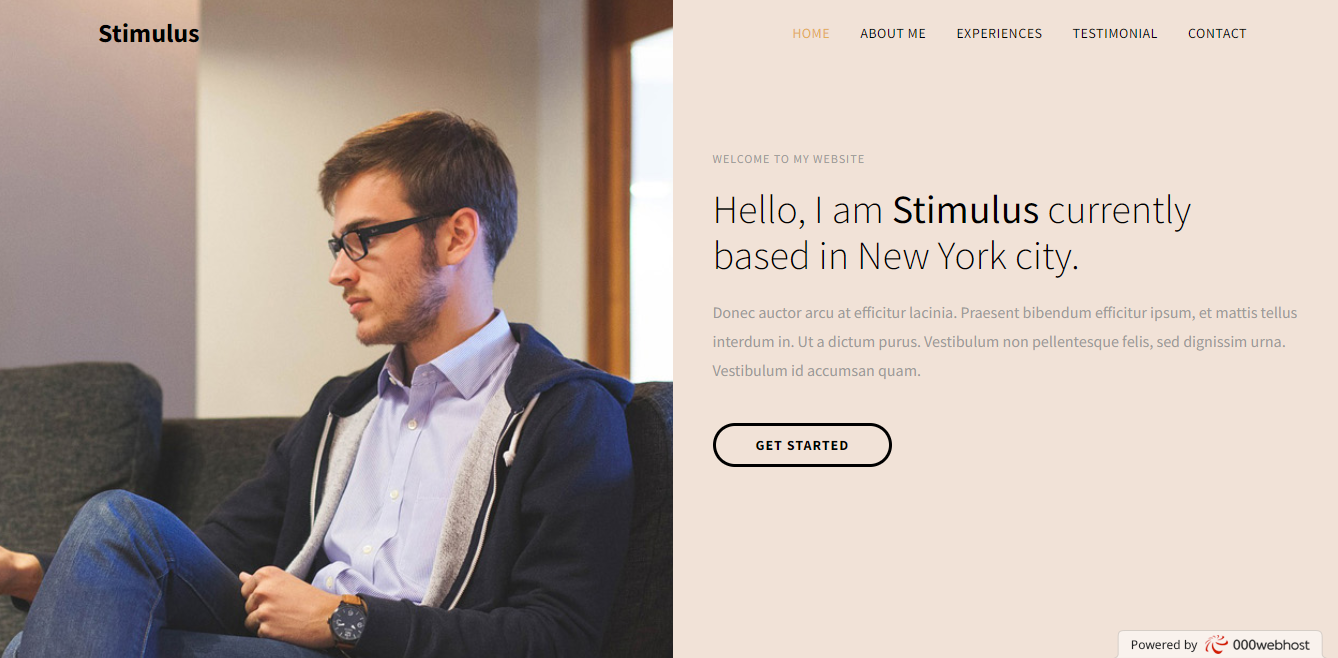 Stimulus
HOME ABOUT ME EXPERIENCES TESTIMONIAL CONTACT
WELCOME TO MY WEBSITE
Hello, I am Stimulus currently
based in New York city.
Donec auctor arcu at efficitur lacinia. Praesent bibendum efficitur ipsum, et mattis tellus
interdum in. Ut a dictum purus. Vestibulum non pellentesque felis, sed dignissim urna.
Vestibulum id accumsan quam.
GET STARTED
Powered by 000webhost